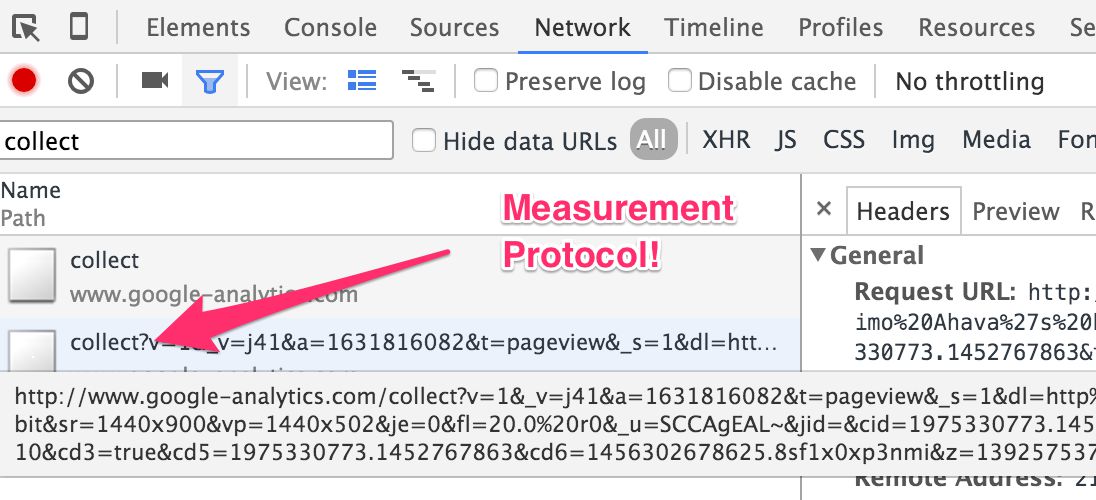 Elements Console Sources Network Timeline Profiles Resources Se
View: Preserve log Disable cache No throttling
collect Hide data URLs All XHR JS CSS Img Media Fon
Name
Path
Measurement
Protocol!
× Headers Preview R
▼General
collect
www.google-analytics.com
Request URL: http:/
imo%20Ahava%27s%20
collect?v=1&_v=j41&a=1631816082&t=pageview&_s=1&dl=htt...
330773.1452767863&
http://www.google-analytics.com/collect?v=1&_v=j41&a=1631816082&t=pageview&_s=1&dl=http%
bit&sr=1440x900&vp=1440x502&je=0&fl=20.0%20r0&_u=SCCAgEAL~&jid=&cid=1975330773.145
10&cd3=true&cd5=1975330773.1452767863&cd6=1456302678625.8sf1x0xp3nmi&z=139257537
Remote Address: